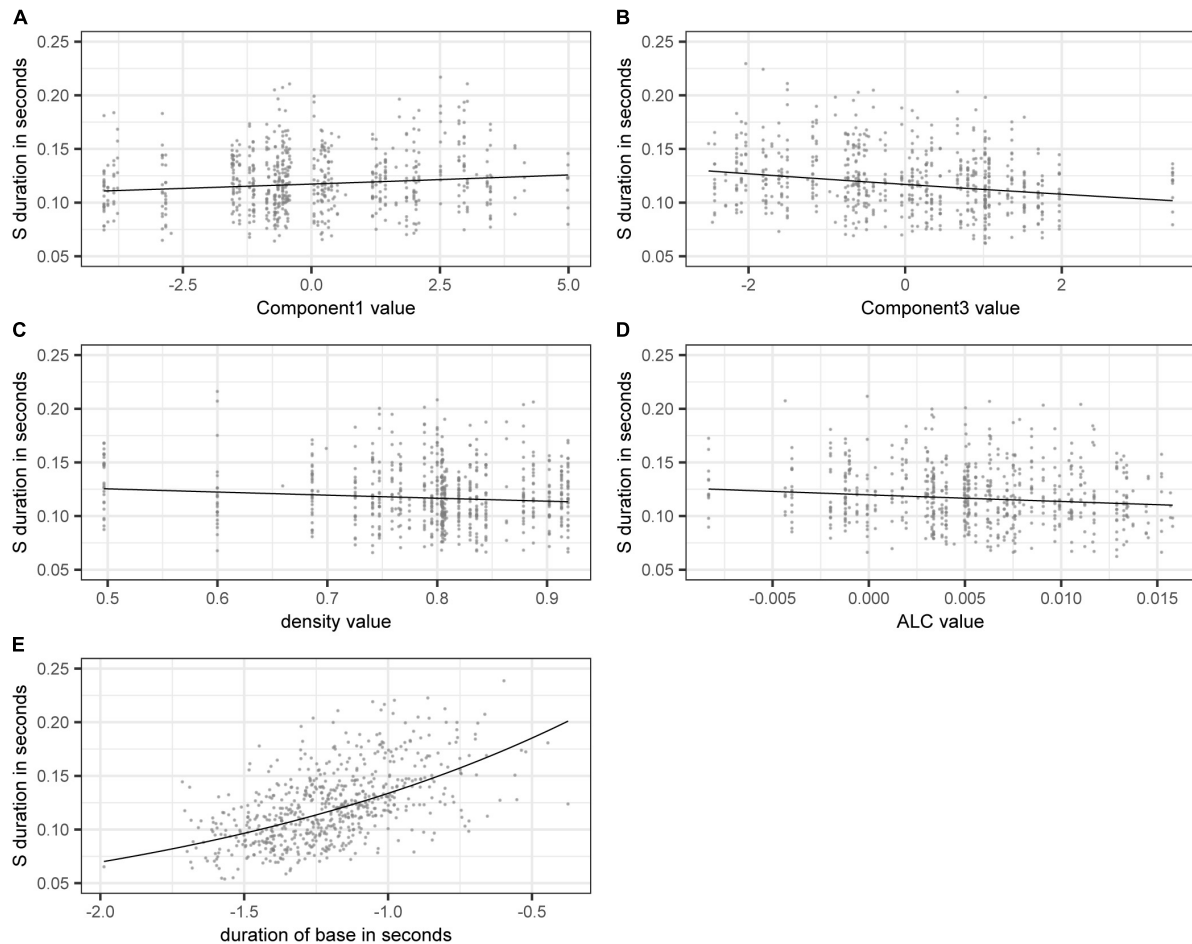 A
S duration in seconds
0.25
0.20
0.15
0.10
0.05
-2.5 0.0 2.5 5.0
Component1 value
B
S duration in seconds
0.25
0.20
0.15
0.10
0.05
-2 0 2
Component3 value
C
S duration in seconds
0.25
0.20
0.15
0.10
0.05
0.5 0.6 0.7 0.8 0.9
density value
D
S duration in seconds
0.25
0.20
0.15
0.10
0.05
-0.005 0.000 0.005 0.010 0.015
ALC value
E
S duration in seconds
0.25
0.20
0.15
0.10
0.05
-2.0 -1.5 -1.0 -0.5
duration of base in seconds